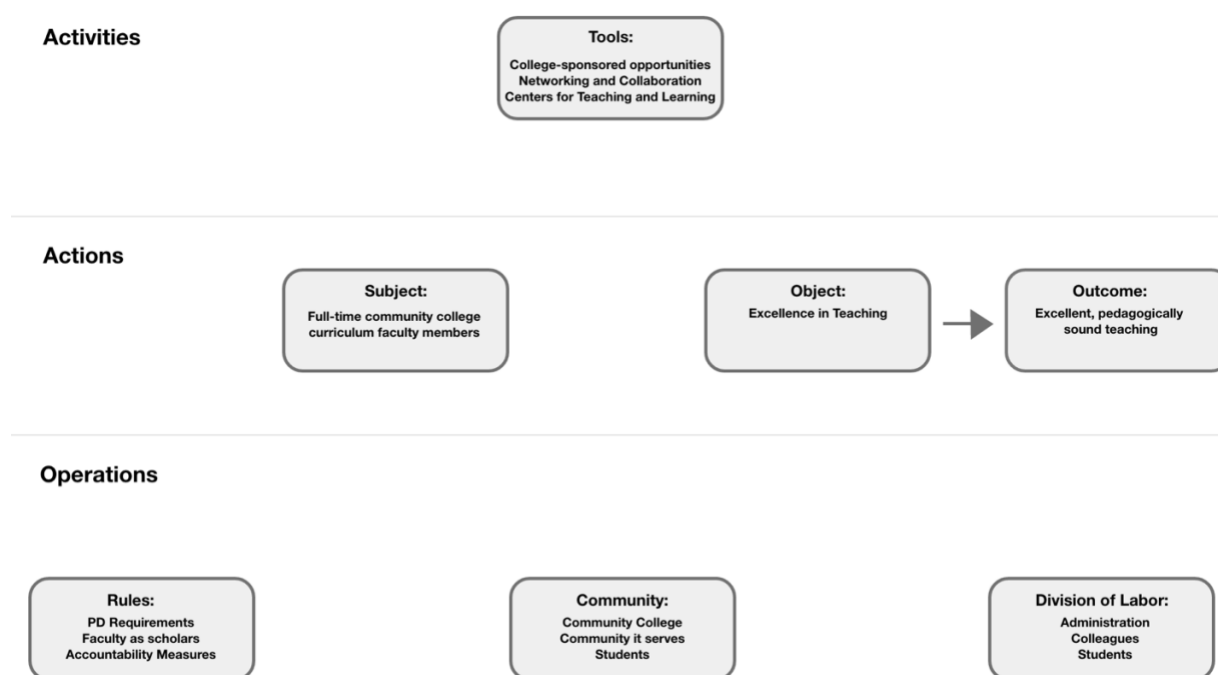 Activities
Tools:
College-sponsored opportunities
Networking and Collaboration
Centers for Teaching and Learning
Actions
Subject:
Full-time community college
curriculum faculty members
Object:
Excellence in Teaching
Outcome:
Excellent, pedagogically
sound teaching
Operations
Rules:
PD Requirements
Faculty as scholars
Accountability Measures
Community:
Community College
Community it serves
Students
Division of Labor:
Administration
Colleagues
Students